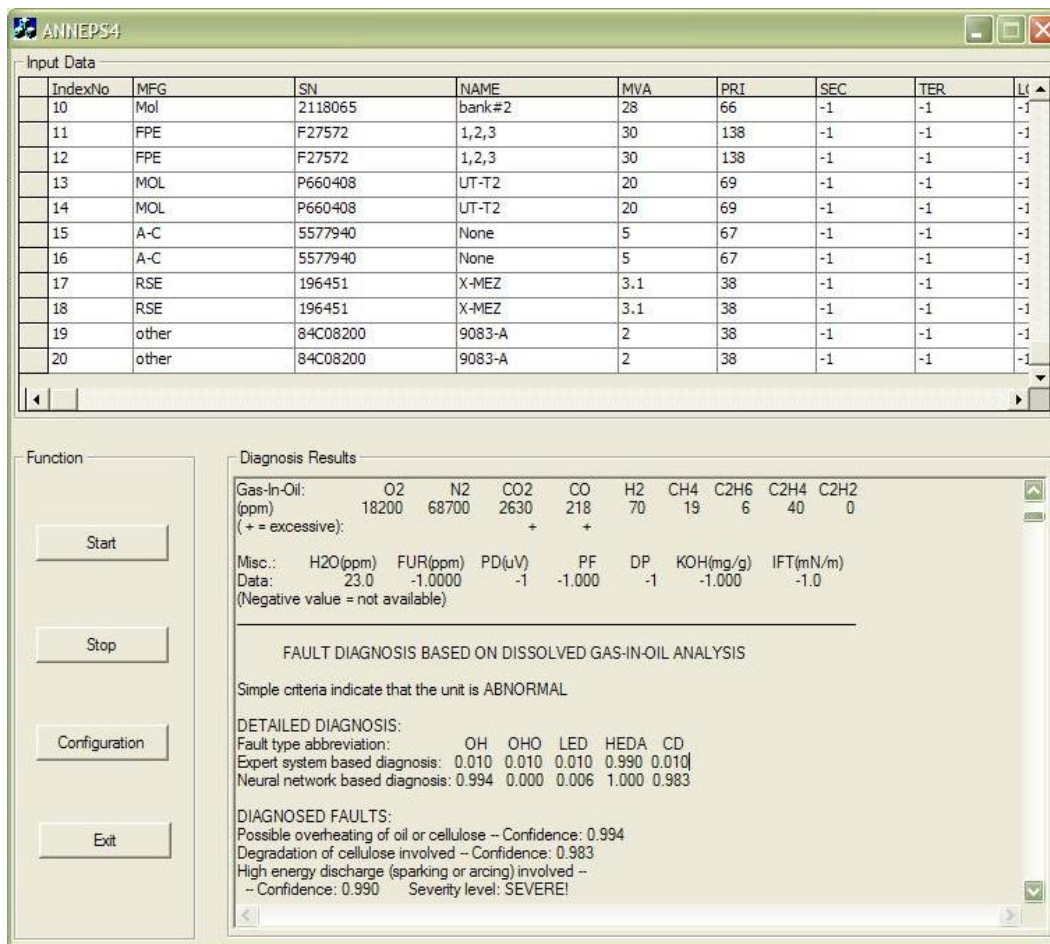 ANNEPS4
Input Data
IndexNo MFG SN NAME MVA PRI SEC TER
10 Mol 2118065 bank#2 28 66 -1 -1 -1
11 FPE F27572 1,2,3 30 138 -1 -1 -1
12 FPE F27572 1,2,3 30 138 -1 -1 -1
13 MOL P660408 UT-T2 20 69 -1 -1 -1
14 MOL P660408 UT-T2 20 69 -1 -1 -1
15 A-C 5577940 None 5 67 -1 -1 -1
16 A-C 5577940 None 5 67 -1 -1 -1
17 RSE 196451 X-MEZ 3.1 38 -1 -1 -1
18 RSE 196451 X-MEZ 3.1 38 -1 -1 -1
19 other 84C08200 9083-A 2 38 -1 -1 -1
20 other 84C08200 9083-A 2 38 -1 -1 -1
Function
Start
Stop
Configuration
Exit
Diagnosis Results
Gas-In-Oil: O2 N2 CO2 CO H2 CH4 C2H6 C2H4 C2H2
(ppm) 18200 68700 2630 218 70 19 6 40 0
( + = excessive): + +
Misc.: H2O(ppm) FUR(ppm) PD(uV) PF DP KOH(mg/g) IFT(mN/m)
Data: 23.0 -1.0000 -1 -1.000 -1 -1.000 -1.0
(Negative value = not available)
FAULT DIAGNOSIS BASED ON DISSOLVED GAS-IN-OIL ANALYSIS
Simple criteria indicate that the unit is ABNORMAL
DETAILED DIAGNOSIS:
Fault type abbreviation: OH OHO LED HEDA CD
Expert system based diagnosis: 0.010 0.010 0.010 0.990 0.010
Neural network based diagnosis: 0.994 0.000 0.006 1.000 0.983
DIAGNOSED FAULTS:
Possible overheating of oil or cellulose -- Confidence: 0.994
Degradation of cellulose involved -- Confidence: 0.983
High energy discharge (sparking or arcing) involved --
-- Confidence: 0.990 Severity level: SEVERE!